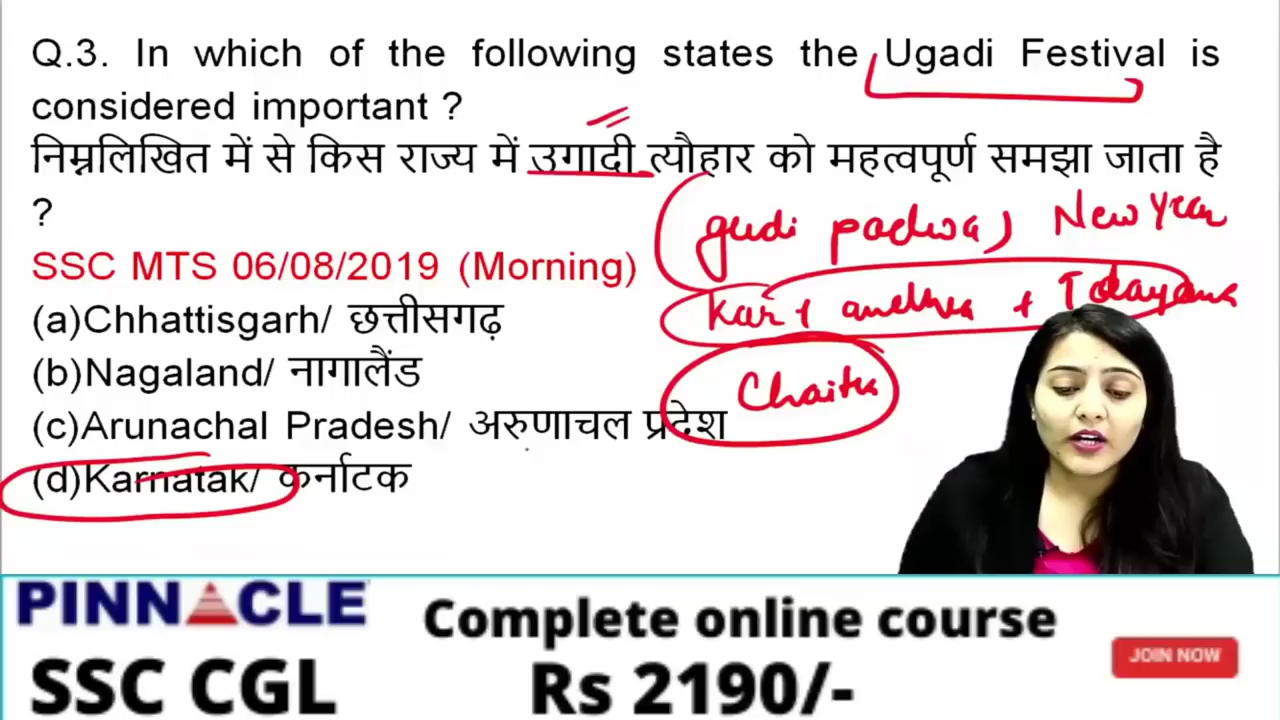 Q.3. In which of the following states the Ugadi Festival is
considered important ?
निम्नलिखित में से किस राज्य में उगादी त्यौहार को महत्वपूर्ण समझा जाता है
?
gudi padwa, New Year
SSC MTS 06/08/2019 (Morning)
Kar + andhra +
(a)Chhattisgarh/ छत्तीसगढ़
(b)Nagaland/ नागालैंड
Chaitra
(c)Arunachal Pradesh/ अरुणाचल प्रदेश
(d)Karnatak/ कर्नाटक
PINNACLE
SSC CGL
Complete online course
Rs 2190/-
JOIN NOW